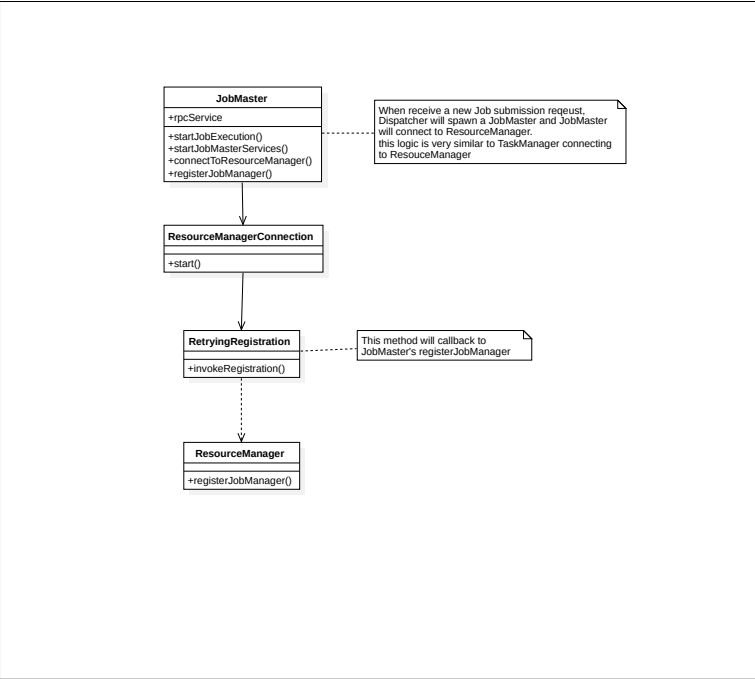 JobMaster
+rpcService
+startJobExecution()
+startJobMasterServices()
+connectToResourceManager()
+registerJobManager()
When receive a new Job submission reqeust,
Dispatcher will spawn a JobMaster and JobMaster
will connect to ResourceManager.
this logic is very similar to TaskManager connecting
to ResouceManager
ResourceManagerConnection
+start()
RetryingRegistration
+invokeRegistration()
This method will callback to
JobMaster's registerJobManager
ResourceManager
+registerJobManager()